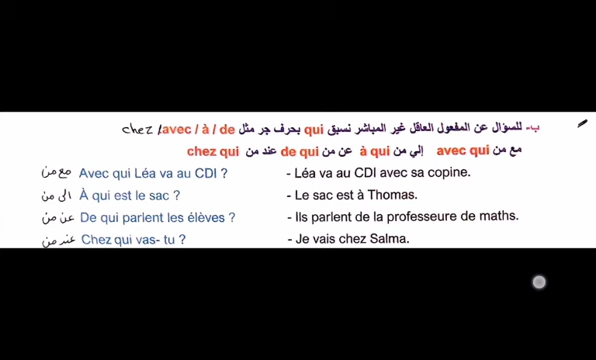 ب- للسؤال عن المفعول العاقل غير المباشر نسبق qui بحرف جر مثل avec / à / de/ chez
مع من avec qui إلي من à qui عن من de qui عند من chez qui
مع من Avec qui Léa va au CDI ? - Léa va au CDI avec sa copine.
الى من À qui est le sac ? - Le sac est à Thomas.
عن من De qui parlent les élèves ? - Ils parlent de la professeure de maths.
عند من Chez qui vas- tu ? - Je vais chez Salma.